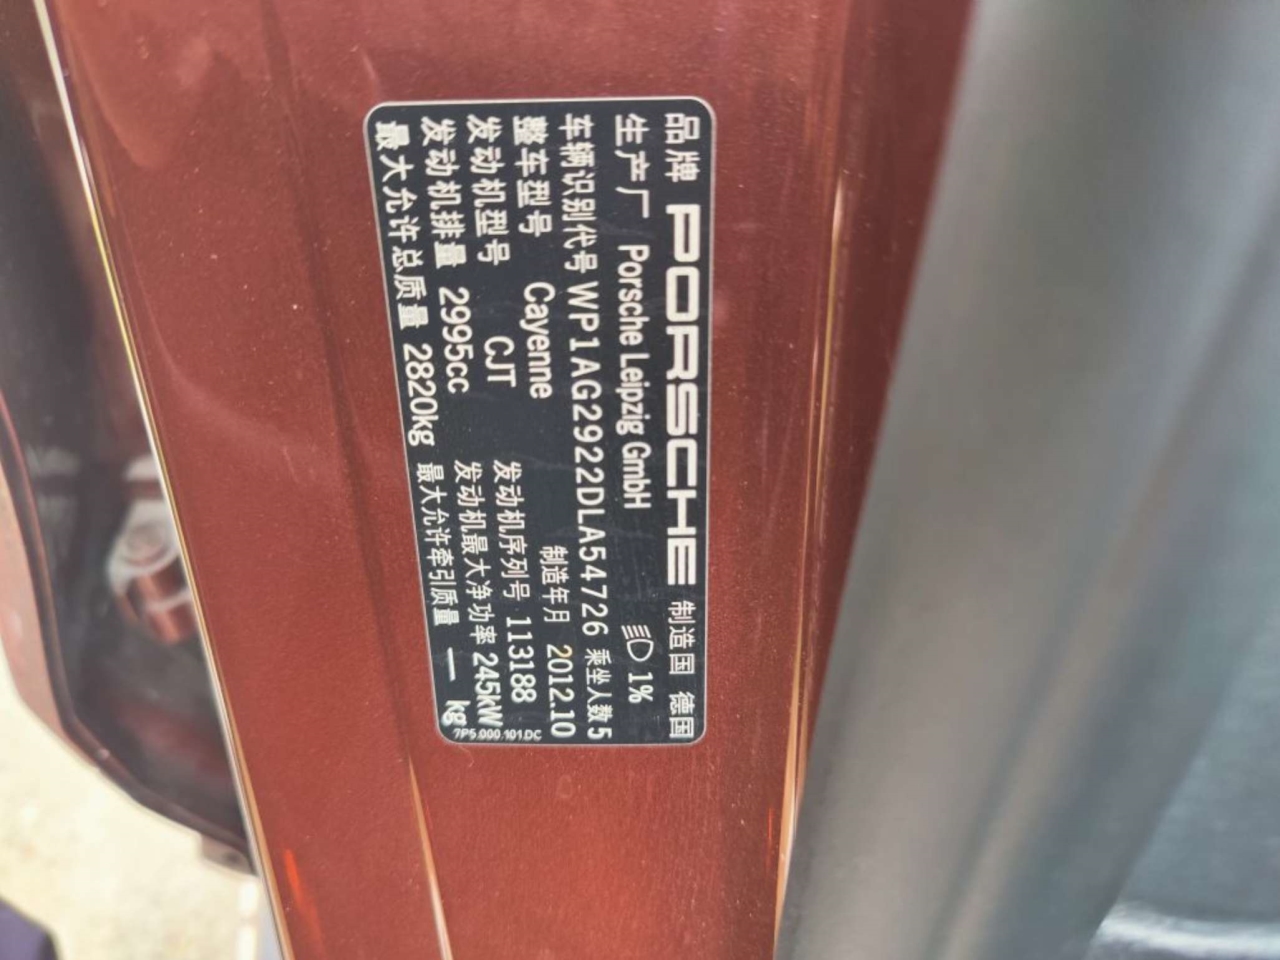 品牌 PORSCHE 制造国 德国
生产厂 Porsche Leipzig GmbH 1%
车辆识别代号 WP1AG2922DLA54726 乘坐人数 5
整车型号 Cayenne 制造年月 2012.10
发动机型号 CJT 发动机序列号 113188
发动机排量 2995cc 发动机最大净功率 245kW
最大允许总质量 2820kg 最大允许牵引质量 — kg
7P5.000.101.DC